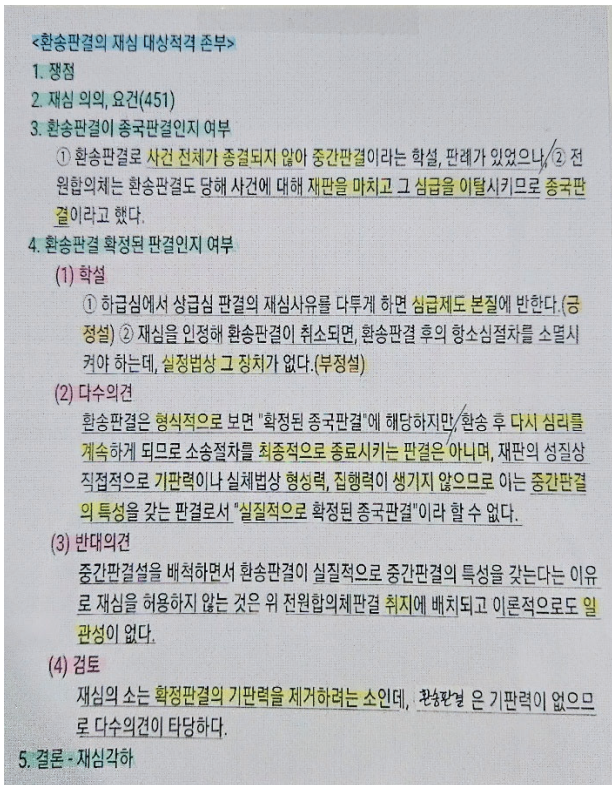 <환송판결의 재심 대상적격 존부>
1. 쟁점
2. 재심 의의, 요건(451)
3. 환송판결이 종국판결인지 여부
① 환송판결로 사건 전체가 종결되지 않아 중간판결이라는 학설, 판례가 있었으나, ② 전
원합의체는 환송판결도 당해 사건에 대해 재판을 마치고 그 심급을 이탈시키므로 종국판
결이라고 했다.
4. 환송판결 확정된 판결인지 여부
(1) 학설
① 하급심에서 상급심 판결의 재심사유를 다투게 하면 심급제도 본질에 반한다.(긍
정설) ② 재심을 인정해 환송판결이 취소되면, 환송판결 후의 항소심절차를 소멸시
켜야 하는데, 실정법상 그 장치가 없다.(부정설)
(2) 다수의견
환송판결은 형식적으로 보면 "확정된 종국판결"에 해당하지만, 환송 후 다시 심리를
계속하게 되므로 소송절차를 최종적으로 종료시키는 판결은 아니며, 재판의 성질상
직접적으로 기판력이나 실체법상 형성력, 집행력이 생기지 않으므로 이는 중간판결
의 특성을 갖는 판결로서 "실질적으로 확정된 종국판결"이라 할 수 없다.
(3) 반대의견
중간판결설을 배척하면서 환송판결이 실질적으로 중간판결의 특성을 갖는다는 이유
로 재심을 허용하지 않는 것은 위 전원합의체판결 취지에 배치되고 이론적으로도 일
관성이 없다.
(4) 검토
재심의 소는 확정판결의 기판력을 제거하려는 소인데, 환송판결 은 기판력이 없으므
로 다수의견이 타당하다.
5. 결론 - 재심각하